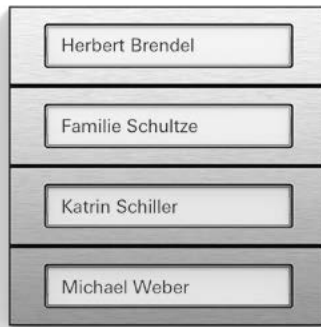 Herbert Brendel
Familie Schultze
Katrin Schiller
Michael Weber